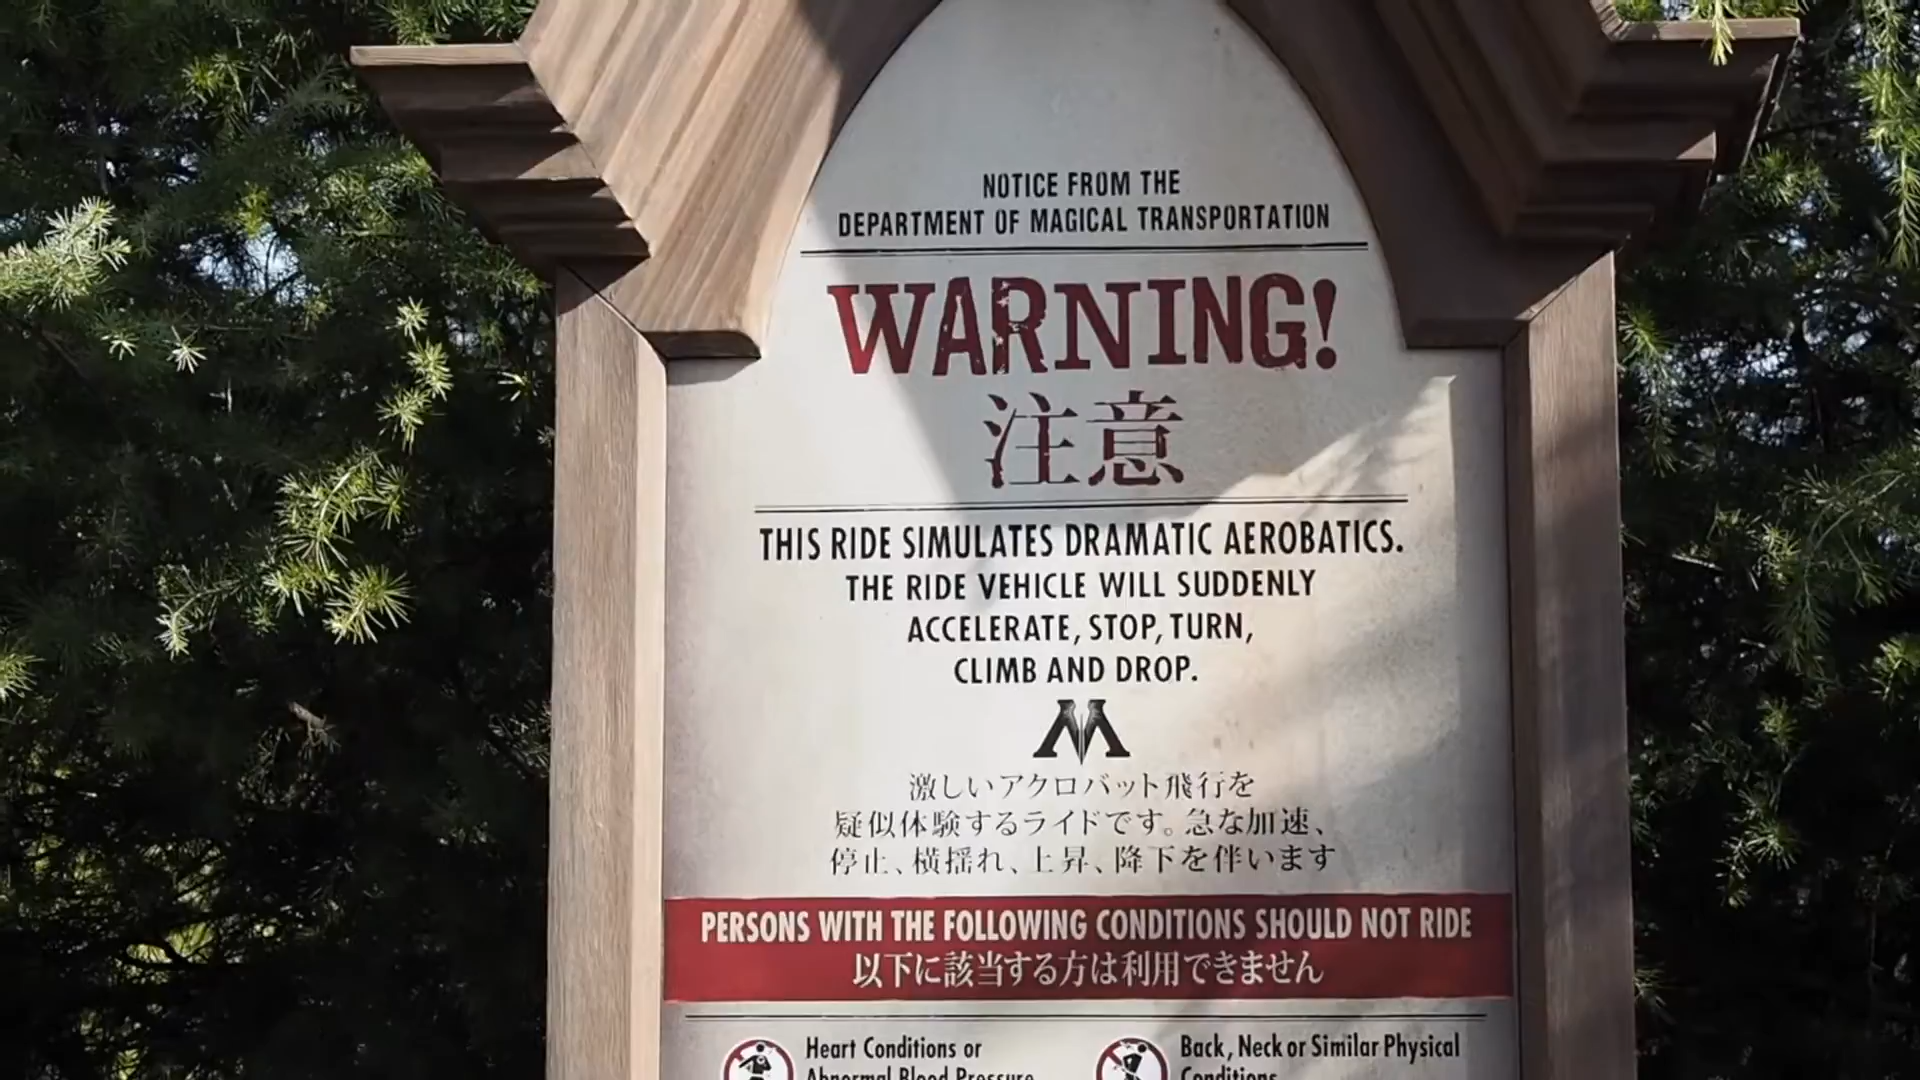 NOTICE FROM THE
DEPARTMENT OF MAGICAL TRANSPORTATION
WARNING!
注意
THIS RIDE SIMULATES DRAMATIC AEROBATICS.
THE RIDE VEHICLE WILL SUDDENLY
ACCELERATE, STOP, TURN,
CLIMB AND DROP.
M
激しいアクロバット飛行を
疑似体験するライドです。急な加速、
停止、横揺れ、上昇、降下を伴います
PERSONS WITH THE FOLLOWING CONDITIONS SHOULD NOT RIDE
以下に該当する方は利用できません
Heart Conditions or
Abnormal Blood Pressure
Back, Neck or Similar Physical
Conditions